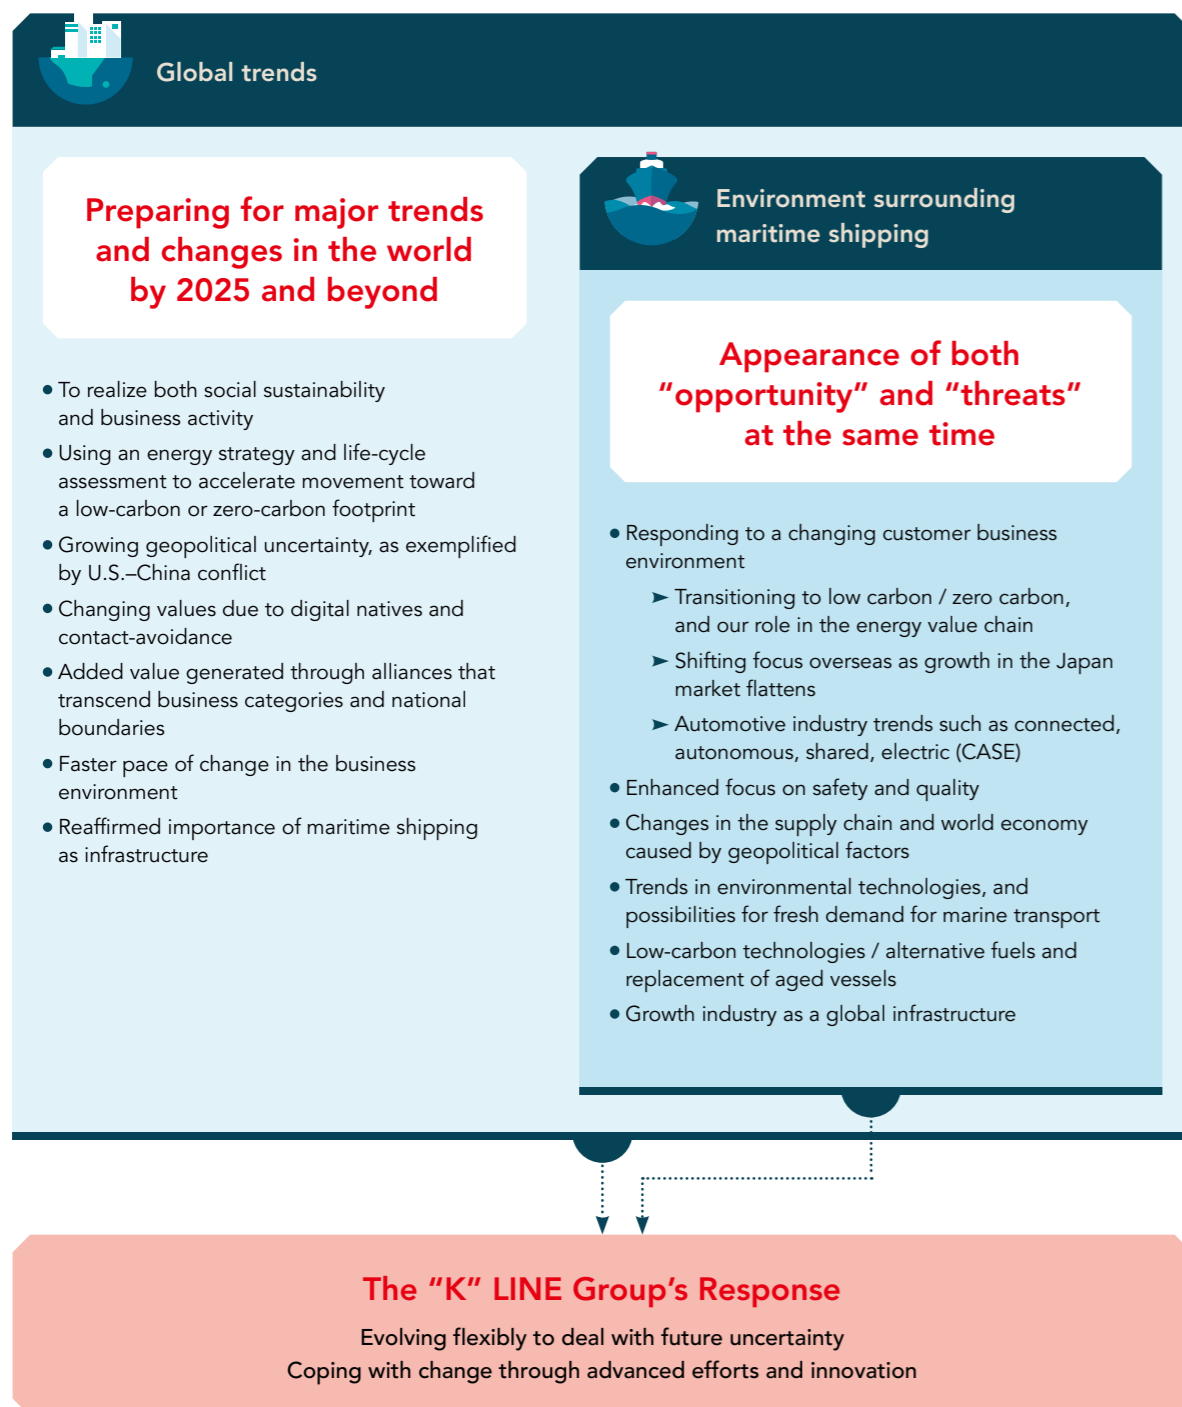 Global trends
Preparing for major trends
and changes in the world
by 2025 and beyond
● To realize both social sustainability
and business activity
● Using an energy strategy and life-cycle
assessment to accelerate movement toward
a low-carbon or zero-carbon footprint
● Growing geopolitical uncertainty, as exemplified
by U.S.–China conflict
● Changing values due to digital natives and
contact-avoidance
● Added value generated through alliances that
transcend business categories and national
boundaries
● Faster pace of change in the business
environment
● Reaffirmed importance of maritime shipping
as infrastructure
Environment surrounding
maritime shipping
Appearance of both
“opportunity” and “threats”
at the same time
● Responding to a changing customer business
environment
➤ Transitioning to low carbon / zero carbon,
and our role in the energy value chain
➤ Shifting focus overseas as growth in the Japan
market flattens
➤ Automotive industry trends such as connected,
autonomous, shared, electric (CASE)
● Enhanced focus on safety and quality
● Changes in the supply chain and world economy
caused by geopolitical factors
● Trends in environmental technologies, and
possibilities for fresh demand for marine transport
● Low-carbon technologies / alternative fuels and
replacement of aged vessels
● Growth industry as a global infrastructure
The “K” LINE Group’s Response
Evolving flexibly to deal with future uncertainty
Coping with change through advanced efforts and innovation